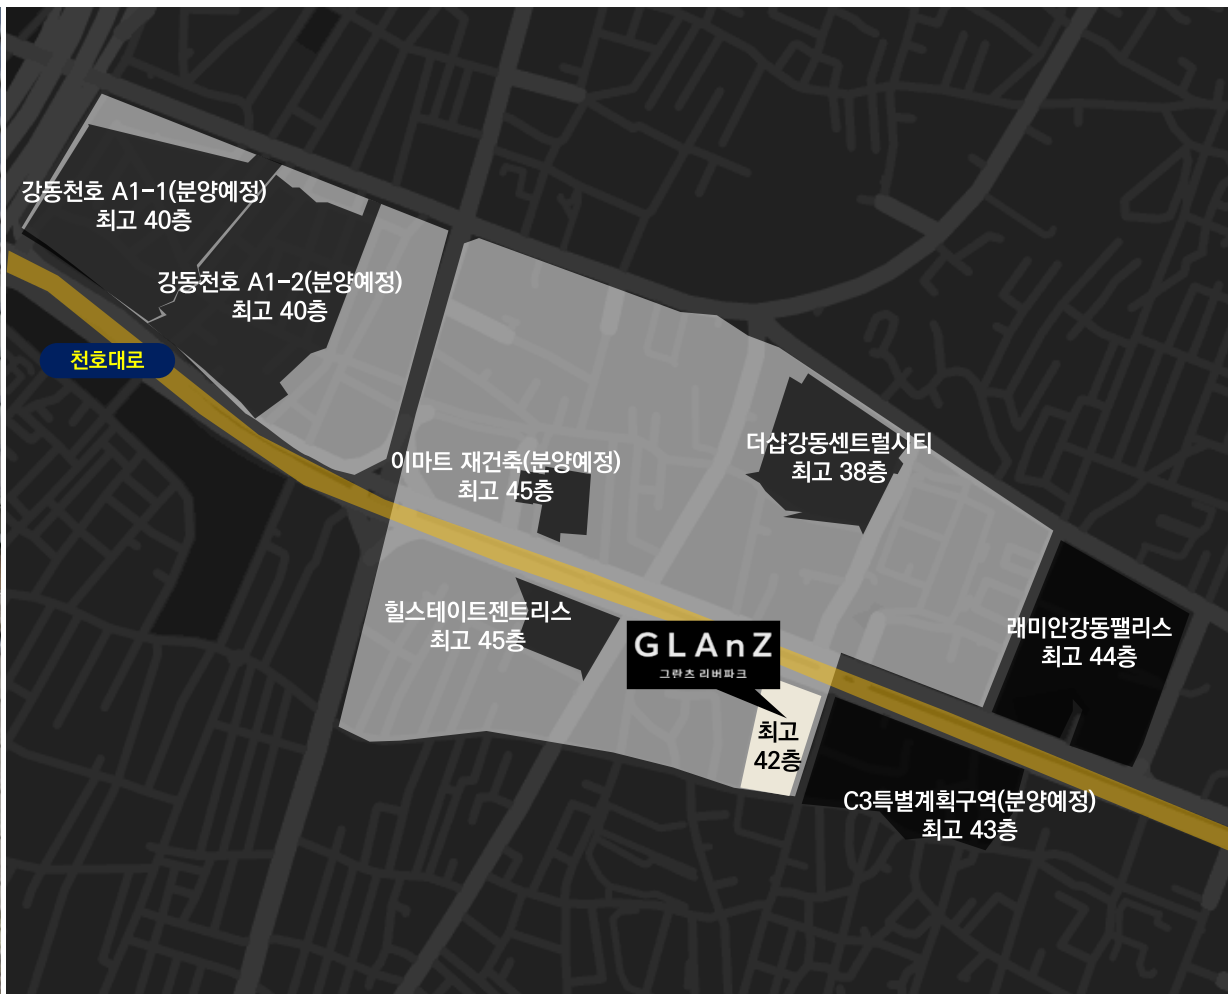 강동천호 A1-1(분양예정)
최고 40층
강동천호 A1-2(분양예정)
최고 40층
천호대로
더샵강동센트럴시티
최고 38층
이마트 재건축(분양예정)
최고 45층
힐스테이트젠트리스
최고 45층
GLAnZ
그란츠 리버파크
래미안강동팰리스
최고 44층
최고
42층
C3특별계획구역(분양예정)
최고 43층